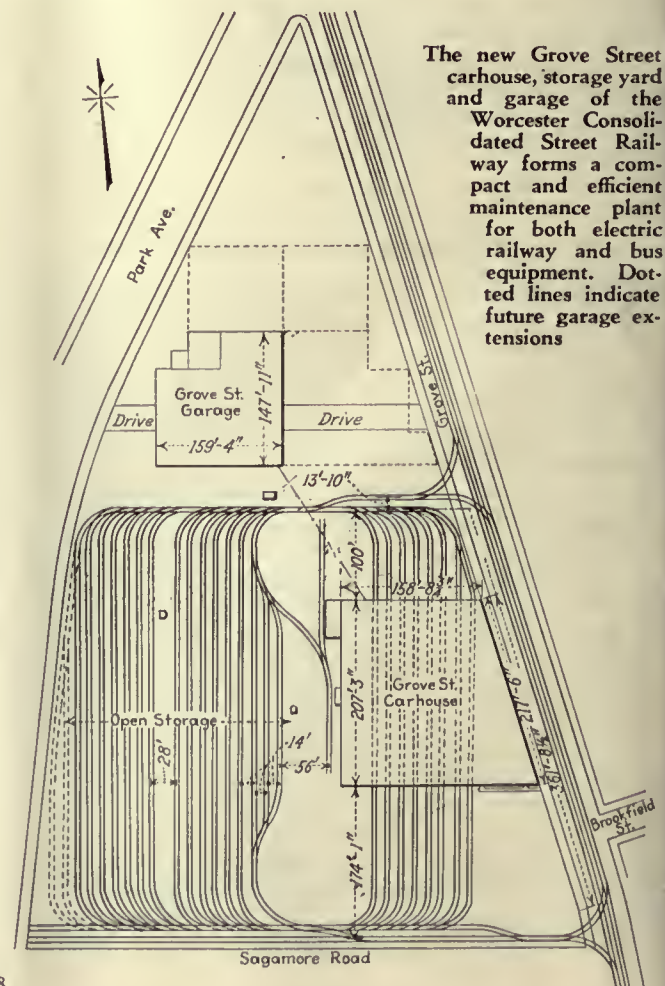 The new Grove Street
carhouse, storage yard
and garage of the
Worcester Consoli-
dated Street Rail-
way forms a com-
pact and efficient
maintenance plant
for both electric
railway and bus
equipment. Dot-
ted lines indicate
future garage ex-
tensions
Park Ave.
Grove St.
Grove St.
Garage
147'-11"
Drive
Drive
159'-4"
13'-10"
100'
158'-8¾"
207'-3"
Grove St.
Carhouse
217'-6"
Open Storage
28'
14'
56'
174'-1"
Brookfield
St.
Sagamore Road